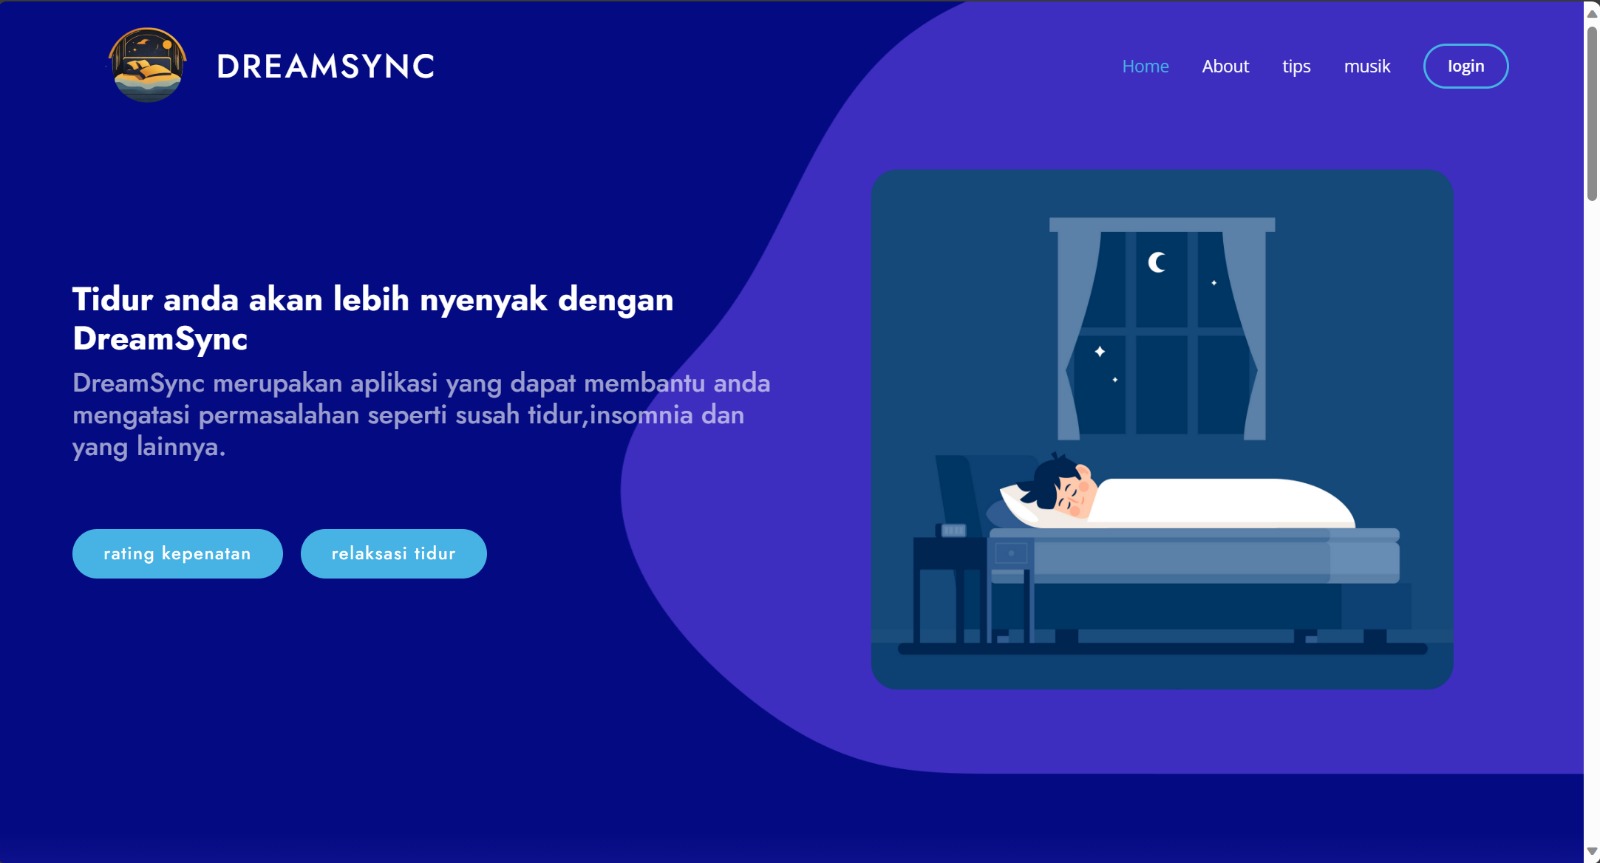 DREAMSYNC
Home About tips musik login
Tidur anda akan lebih nyenyak dengan
DreamSync
DreamSync merupakan aplikasi yang dapat membantu anda
mengatasi permasalahan seperti susah tidur,insomnia dan
yang lainnya.
rating kepenatan relaksasi tidur